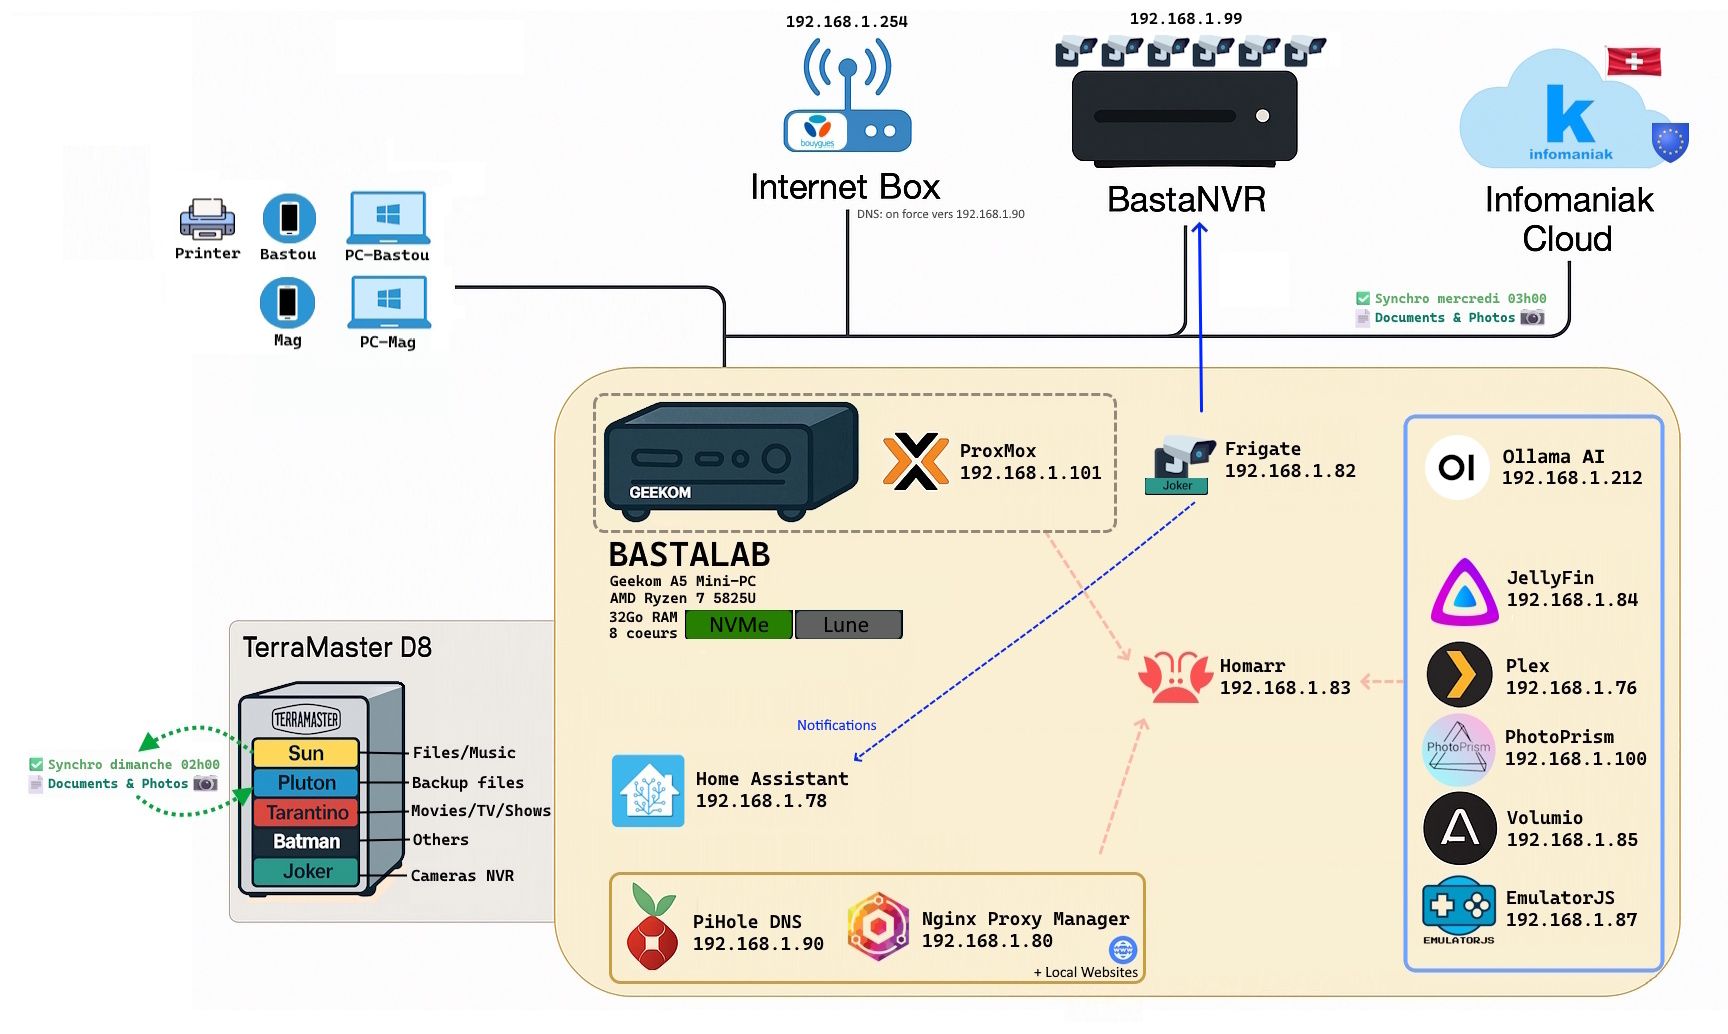 192.168.1.254
bouygues
Internet Box
DNS: on force vers 192.168.1.90
192.168.1.99
BastaNVR
k
infomaniak
Infomaniak
Cloud
✅ Synchro mercredi 03h00
Documents & Photos
Printer
Bastou
PC-Bastou
Mag
PC-Mag
GEEKOM
ProxMox
192.168.1.101
BASTALAB
Geekom A5 Mini-PC
AMD Ryzen 7 5825U
32Go RAM
8 coeurs
NVMe
Lune
Joker
Frigate
192.168.1.82
Notifications
Homarr
192.168.1.83
Home Assistant
192.168.1.78
PiHole DNS
192.168.1.90
Nginx Proxy Manager
192.168.1.80
www
+ Local Websites
OI
Ollama AI
192.168.1.212
JellyFin
192.168.1.84
Plex
192.168.1.76
PhotoPrism
PhotoPrism
192.168.1.100
Volumio
192.168.1.85
EMULATORJS
EmulatorJS
192.168.1.87
TerraMaster D8
TERRAMASTER
Sun
Files/Music
Pluton
Backup files
Tarantino
Movies/TV/Shows
Batman
Others
Joker
Cameras NVR
✅ Synchro dimanche 02h00
Documents & Photos